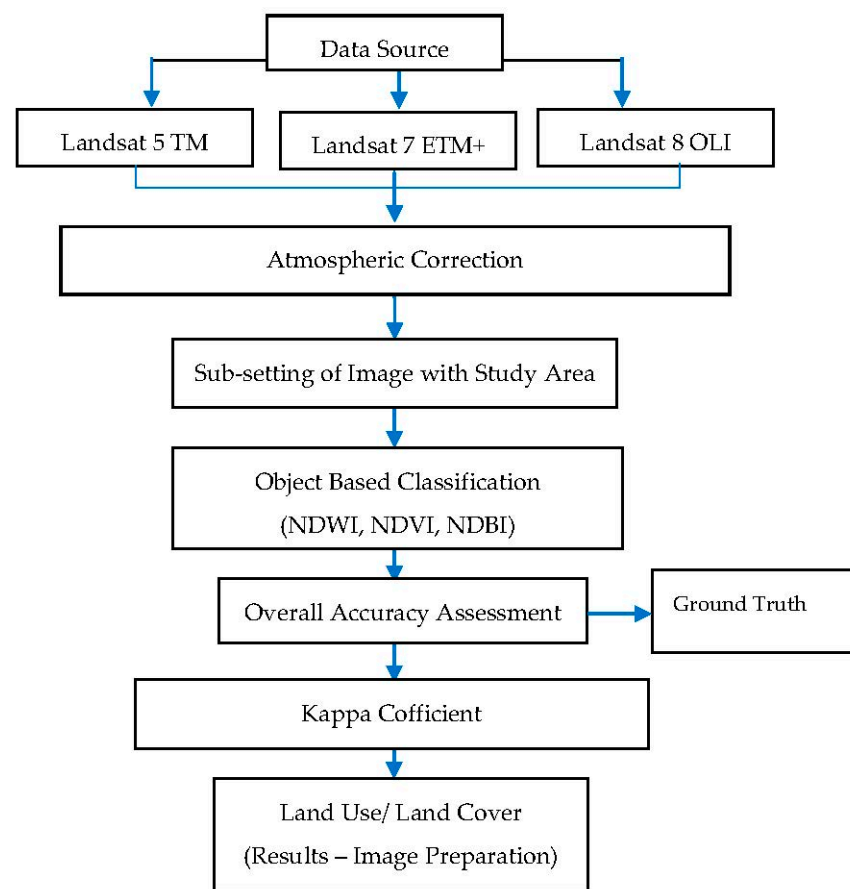 Data Source
Landsat 5 TM
Landsat 7 ETM+
Landsat 8 OLI
Atmospheric Correction
Sub-setting of Image with Study Area
Object Based Classification
(NDWI, NDVI, NDBI)
Overall Accuracy Assessment
Ground Truth
Kappa Cofficient
Land Use/ Land Cover
(Results – Image Preparation)